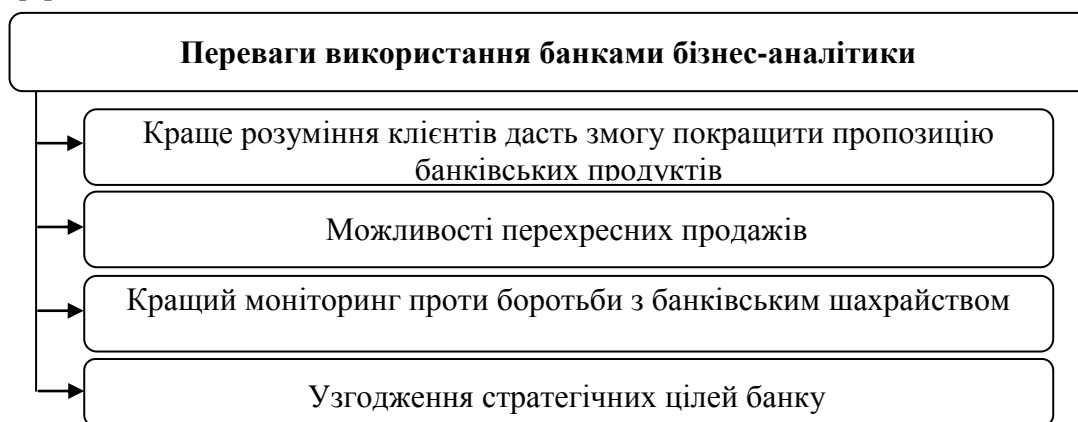 Переваги використання банками бізнес-аналітики
Краще розуміння клієнтів дасть змогу покращити пропозицію
банківських продуктів
Можливості перехресних продажів
Кращий моніторинг проти боротьби з банківським шахрайством
Узгодження стратегічних цілей банку